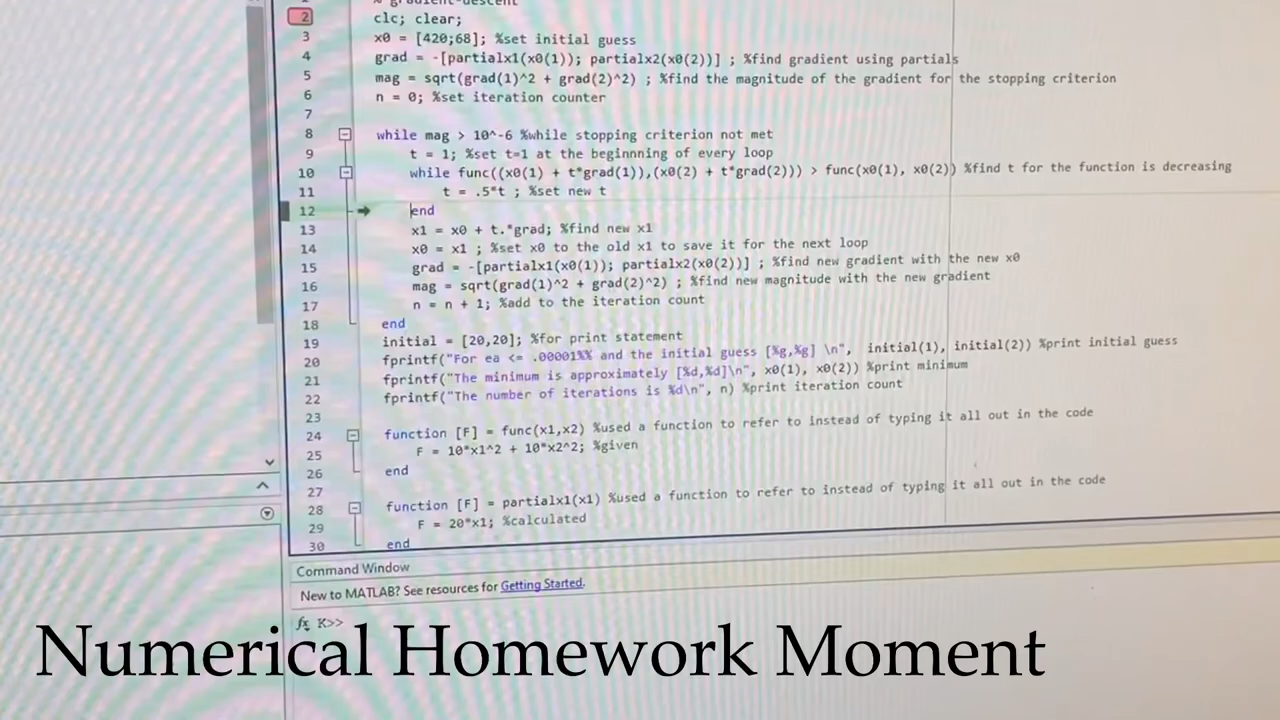 % gradient-descent
2 clc; clear;
3 x0 = [420;68]; %set initial guess
4 grad = -[partialx1(x0(1)); partialx2(x0(2))] ; %find gradient using partials
5 mag = sqrt(grad(1)^2 + grad(2)^2) ; %find the magnitude of the gradient for the stopping criterion
6 n = 0; %set iteration counter
7
8 while mag > 10^-6 %while stopping criterion not met
9 t = 1; %set t=1 at the beginnning of every loop
10 while func((x0(1) + t*grad(1)),(x0(2) + t*grad(2))) > func(x0(1), x0(2)) %find t for the function is decreasing
11 t = .5*t ; %set new t
12 end
13 x1 = x0 + t.*grad; %find new x1
14 x0 = x1 ; %set x0 to the old x1 to save it for the next loop
15 grad = -[partialx1(x0(1)); partialx2(x0(2))] ; %find new gradient with the new x0
16 mag = sqrt(grad(1)^2 + grad(2)^2) ; %find new magnitude with the new gradient
17 n = n + 1; %add to the iteration count
18 end
19 initial = [20,20]; %for print statement
20 fprintf("For ea <= .00001%% and the initial guess [%g,%g] \n", initial(1), initial(2)) %print initial guess
21 fprintf("The minimum is approximately [%d,%d]\n", x0(1), x0(2)) %print minimum
22 fprintf("The number of iterations is %d\n", n) %print iteration count
23
24 function [F] = func(x1,x2) %used a function to refer to instead of typing it all out in the code
25 F = 10*x1^2 + 10*x2^2; %given
26 end
27
28 function [F] = partialx1(x1) %used a function to refer to instead of typing it all out in the code
29 F = 20*x1; %calculated
30 end
Command Window
New to MATLAB? See resources for Getting Started.
fx K>>
Numerical Homework Moment